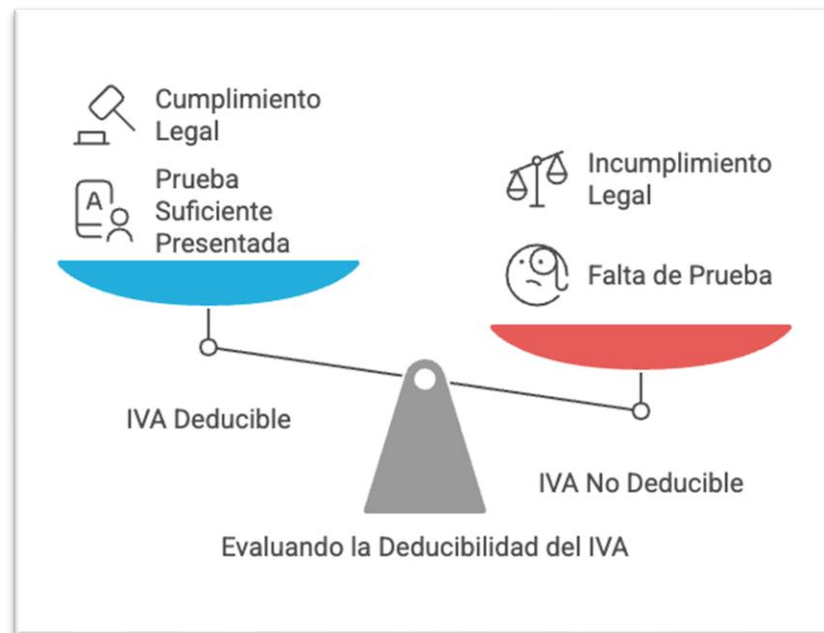 Cumplimiento
Legal
A
Prueba
Suficiente
Presentada
Incumplimiento
Legal
Falta de Prueba
IVA Deducible
IVA No Deducible
Evaluando la Deducibilidad del IVA